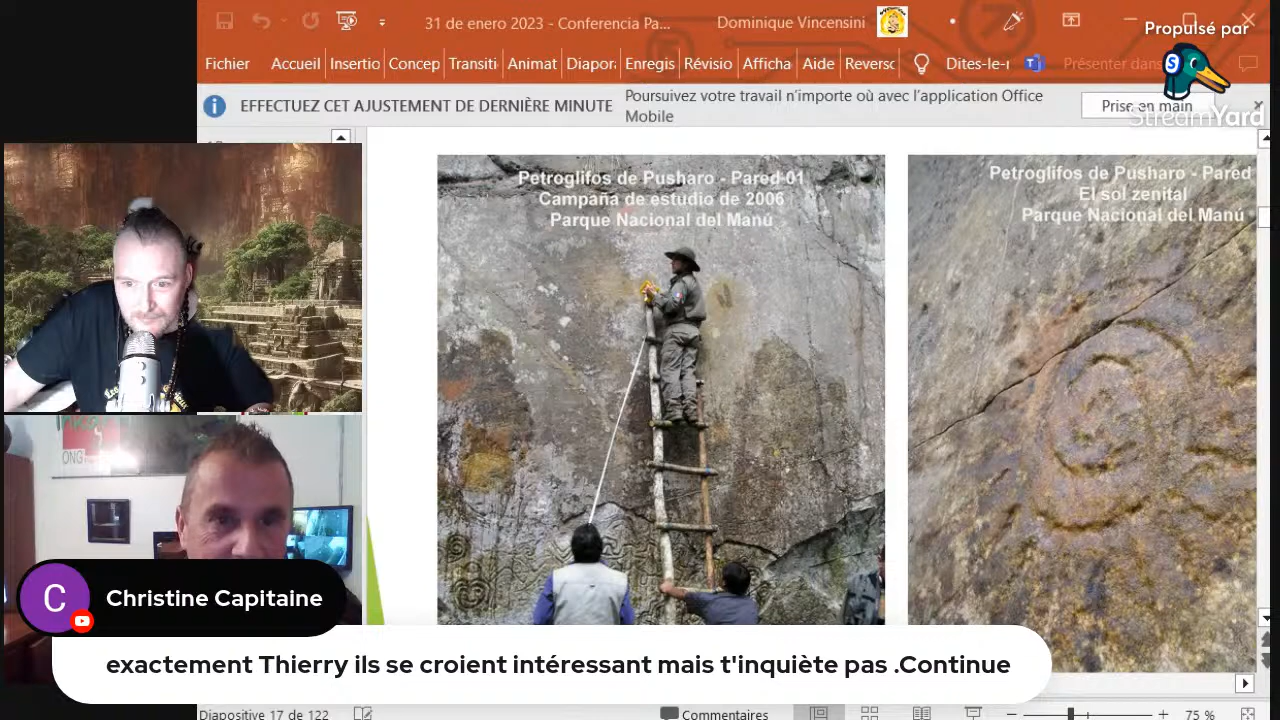 31 de enero 2023 - Conferencia Pa...
Dominique Vincensini
Propulsé par
StreamYard
Fichier
Accueil
Insertio
Concep
Transiti
Animat
Diapora
Enregis
Révisio
Afficha
Aide
Reversc
Dites-le-r
Présenter dans
EFFECTUEZ CET AJUSTEMENT DE DERNIÈRE MINUTE
Poursuivez votre travail n'importe où avec l'application Office
Mobile
Prise en main
Petroglifos de Pusharo - Pared 01
Campaña de estudio de 2006
Parque Nacional del Manú
Petroglifos de Pusharo - Pared
El sol zenital
Parque Nacional del Manú
ONG
C
Christine Capitaine
exactement Thierry ils se croient intéressant mais t'inquiète pas .Continue
Diapositive 17 de 122
Commentaires
75 %